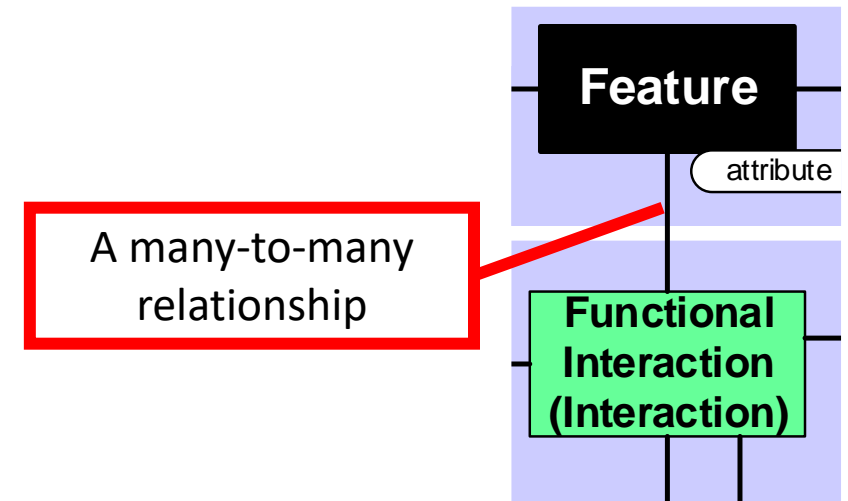 Feature
attribute
A many-to-many
relationship
Functional
Interaction
(Interaction)